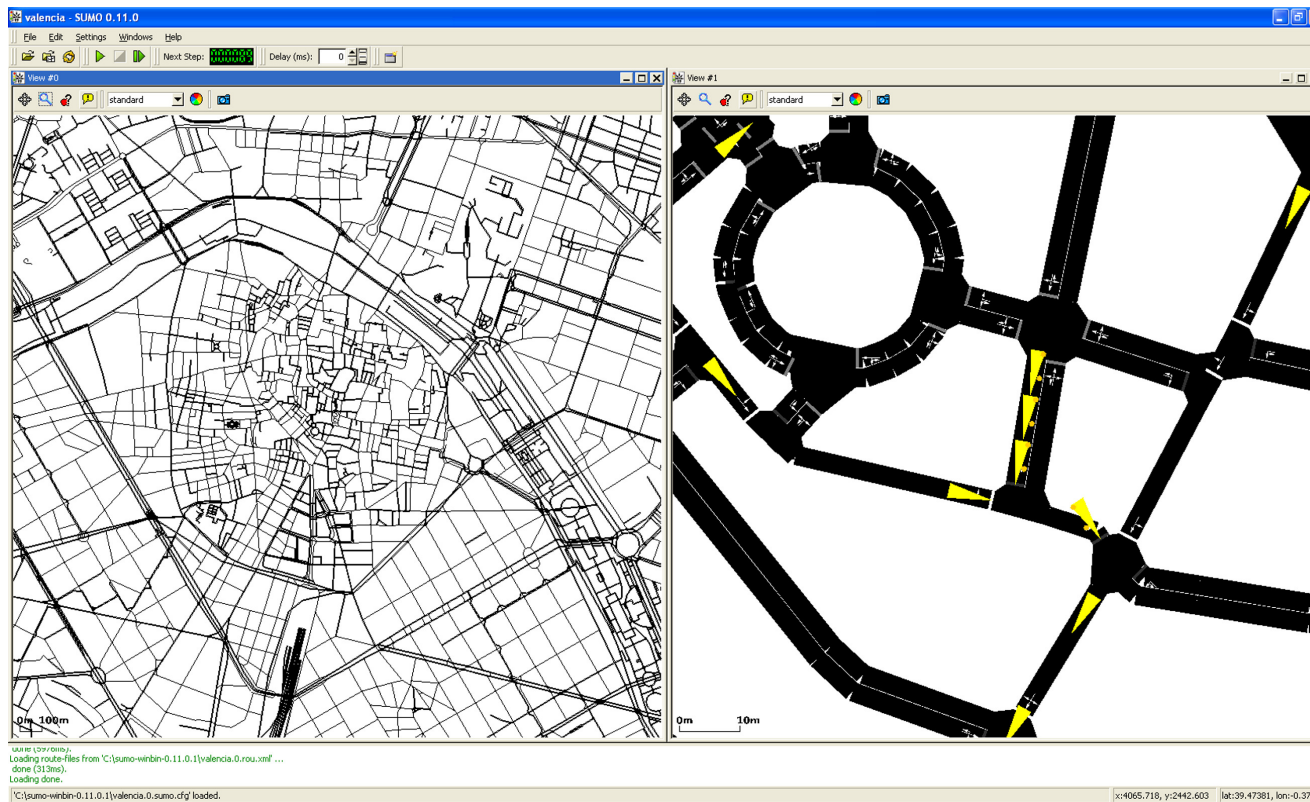 valencia - SUMO 0.11.0
File Edit Settings Windows Help
Next Step: 000089 Delay (ms): 0
View #0
standard
View #1
standard
0m 100m
0m 10m
done (5976ms).
Loading route-files from 'C:\sumo-winbin-0.11.0.1\valencia.0.rou.xml' ...
done (313ms).
Loading done.
'C:\sumo-winbin-0.11.0.1\valencia.0.sumo.cfg' loaded.
x:4065.718, y:2442.603
lat:39.47381, lon:-0.37